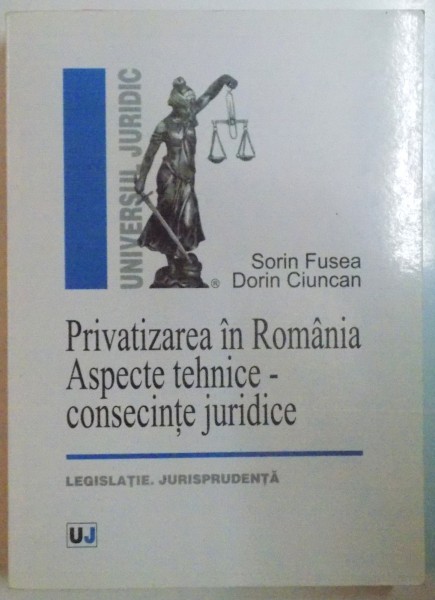 UNIVERSUL JURIDIC
®
Sorin Fusea
Dorin Ciuncan
Privatizarea în România
Aspecte tehnice -
consecințe juridice
LEGISLAȚIE. JURISPRUDENȚĂ
UJ